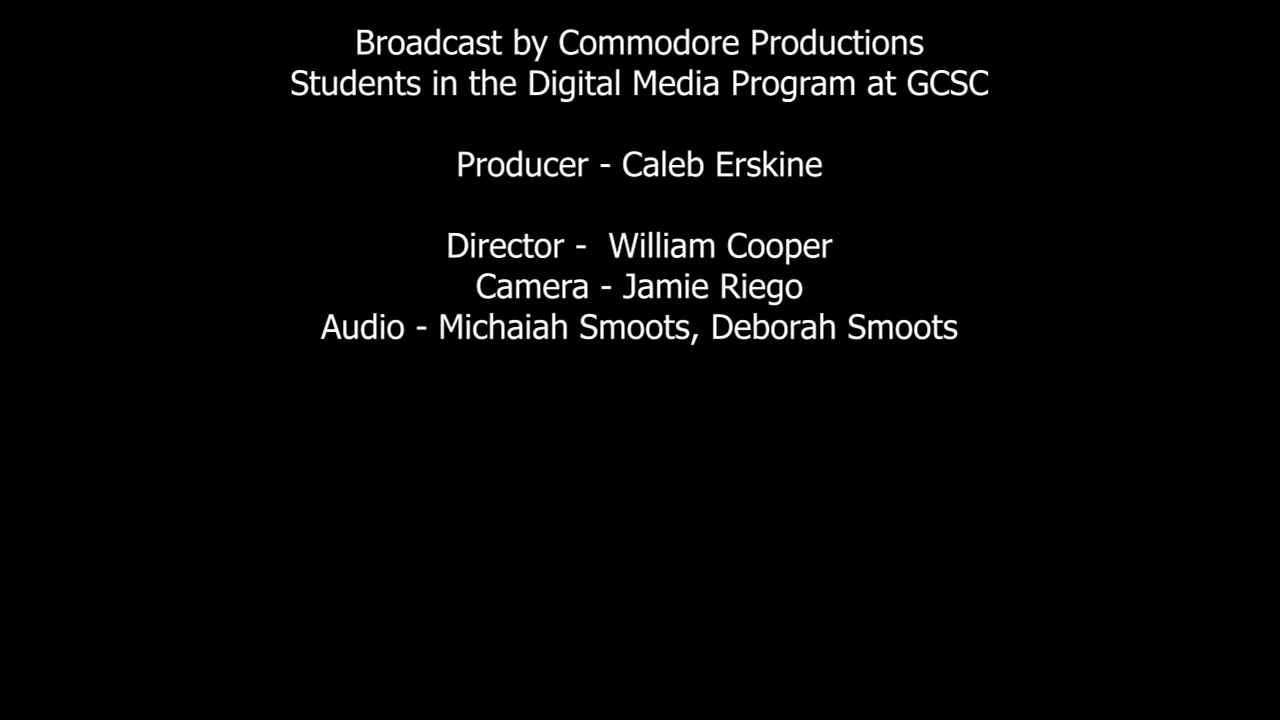 Broadcast by Commodore Productions
Students in the Digital Media Program at GCSC
Producer - Caleb Erskine
Director -  William Cooper
Camera - Jamie Riego
Audio - Michaiah Smoots, Deborah Smoots